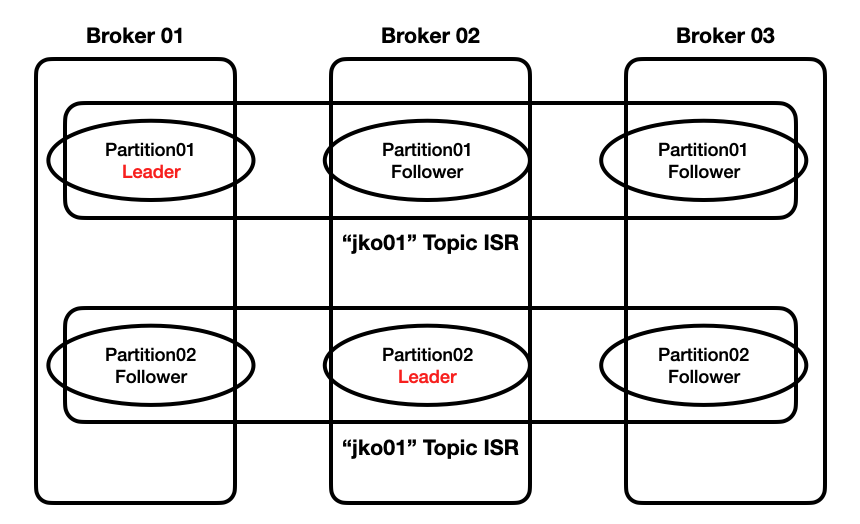 Broker 01
Broker 02
Broker 03
Partition01
Leader
Partition01
Follower
Partition01
Follower
“jko01” Topic ISR
Partition02
Follower
Partition02
Leader
Partition02
Follower
“jko01” Topic ISR